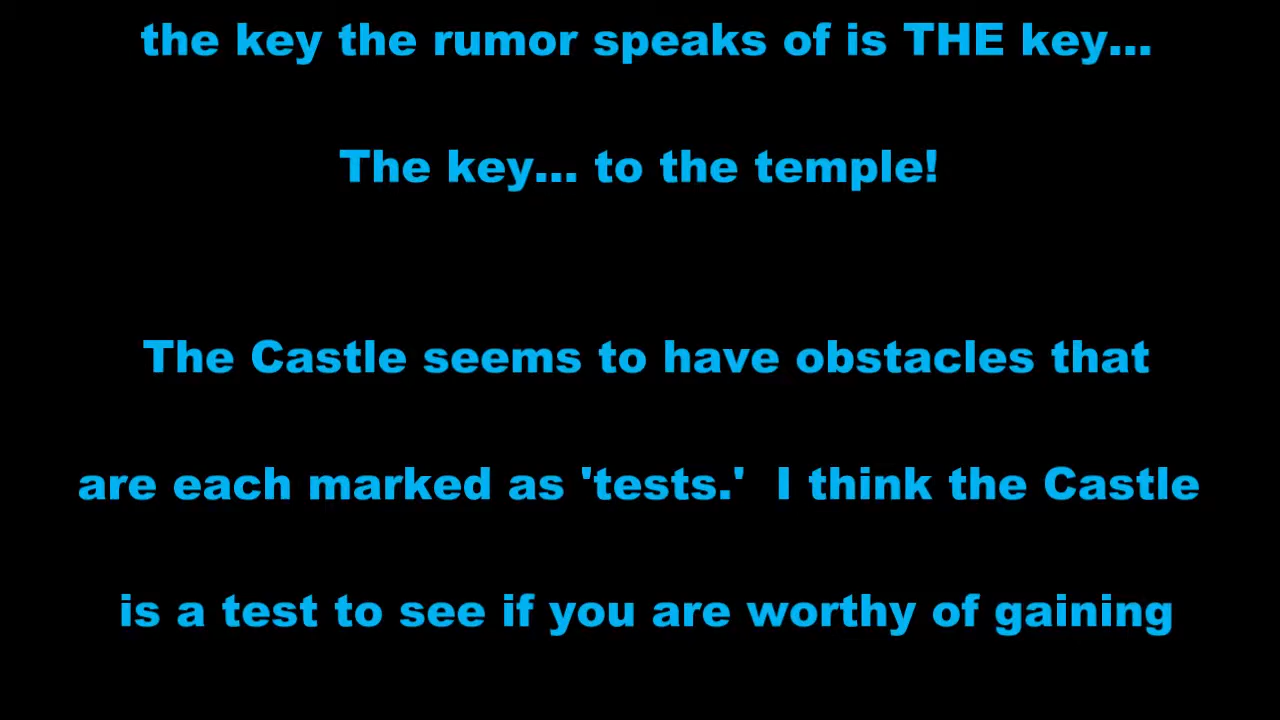 the key the rumor speaks of is THE key...
The key... to the temple!
The Castle seems to have obstacles that
are each marked as 'tests.'  I think the Castle
is a test to see if you are worthy of gaining